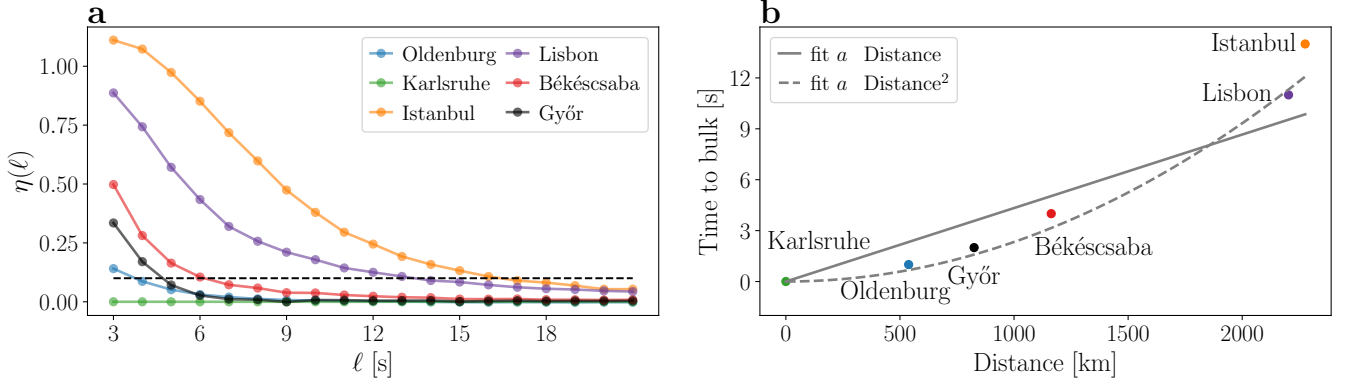 a
η(ℓ)
1.00
0.75
0.50
0.25
0.00
3 6 9 12 15 18
ℓ [s]
Oldenburg Lisbon
Karlsruhe Békéscsaba
Istanbul Győr
b
Time to bulk [s]
12
9
6
3
0
0 500 1000 1500 2000
Distance [km]
fit a Distance
fit a Distance²
Istanbul
Lisbon
Karlsruhe
Békéscsaba
Győr
Oldenburg